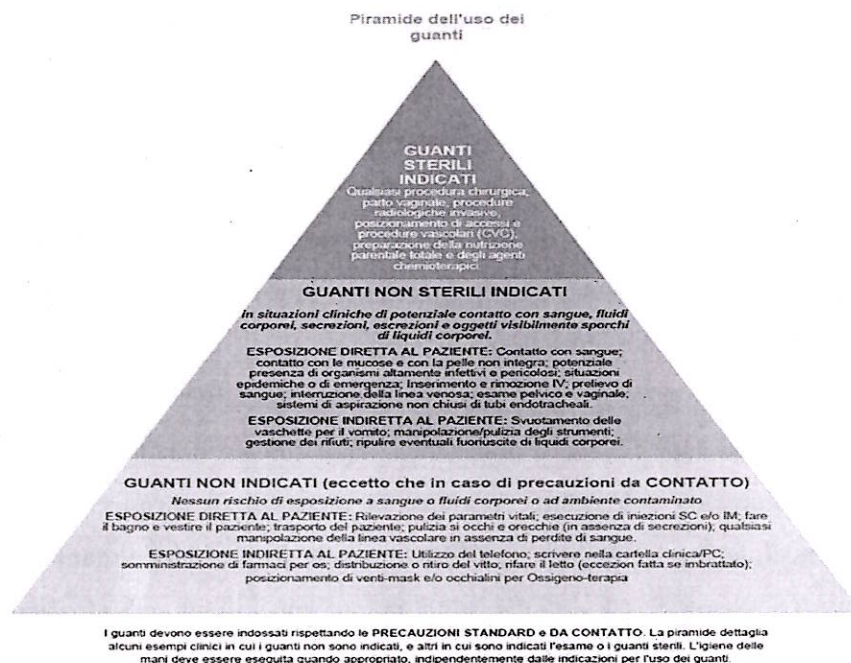 Piramide dell'uso dei
guanti
GUANTI
STERILI
INDICATI
Qualsiasi procedura chirurgica;
parto vaginale; procedure
radiologiche invasive;
posizionamento di accessi e
procedure vascolari (CVC),
preparazione della nutrizione
parentale totale e degli agenti
chemioterapici
GUANTI NON STERILI INDICATI
In situazioni cliniche di potenziale contatto con sangue, fluidi
corporei, secrezioni, escrezioni e oggetti visibilmente sporchi
di liquidi corporei.
ESPOSIZIONE DIRETTA AL PAZIENTE: Contatto con sangue;
contatto con le mucose e con la pelle non integra; potenziale
presenza di organismi altamente infettivi e pericolosi; situazioni
epidemiche o di emergenza; Inserimento e rimozione IV; prelievo di
sangue; interruzione della linea venosa; esame pelvico e vaginale;
sistemi di aspirazione non chiusi di tubi endotracheali.
ESPOSIZIONE INDIRETTA AL PAZIENTE: Svuotamento delle
vaschette per il vomito; manipolazione/pulizia degli strumenti;
gestione dei rifiuti; ripulire eventuali fuoriuscite di liquidi corporei.
GUANTI NON INDICATI (eccetto che in caso di precauzioni da CONTATTO)
Nessun rischio di esposizione a sangue o fluidi corporei o ad ambiente contaminato
ESPOSIZIONE DIRETTA AL PAZIENTE: Rilevazione dei parametri vitali; esecuzione di iniezioni SC e/o IM; fare
il bagno e vestire il paziente; trasporto del paziente; pulizia si occhi e orecchie (in assenza di secrezioni); qualsiasi
manipolazione della linea vascolare in assenza di perdite di sangue.
ESPOSIZIONE INDIRETTA AL PAZIENTE: Utilizzo del telefono; scrivere nella cartella clinica/PC;
somministrazione di farmaci per os; distribuzione o ritiro del vitto; rifare il letto (eccezion fatta se imbrattato);
posizionamento di venti-mask e/o occhialini per Ossigeno-terapia
I guanti devono essere indossati rispettando le PRECAUZIONI STANDARD e DA CONTATTO. La piramide dettaglia
alcuni esempi clinici in cui i guanti non sono indicati, e altri in cui sono indicati l'esame o i guanti sterili. L'igiene delle
mani deve essere eseguita quando appropriato, indipendentemente dalle indicazioni per l'uso dei guanti.